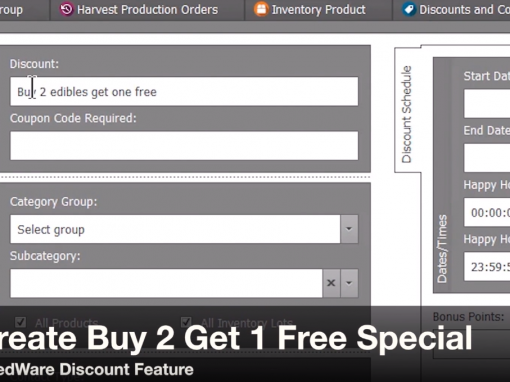 roup Harvest Production Orders Inventory Product Discounts and Co
Discount:
Buy 2 edibles get one free
Coupon Code Required:
Category Group:
Select group
Subcategory:
All Products All Inventory Lots
Discount Schedule
Dates/Times
Start Dat
End Date
Happy Ho
00:00:0
Happy Ho
23:59:5
Bonus Points:
reate Buy 2 Get 1 Free Special
edWare Discount Feature